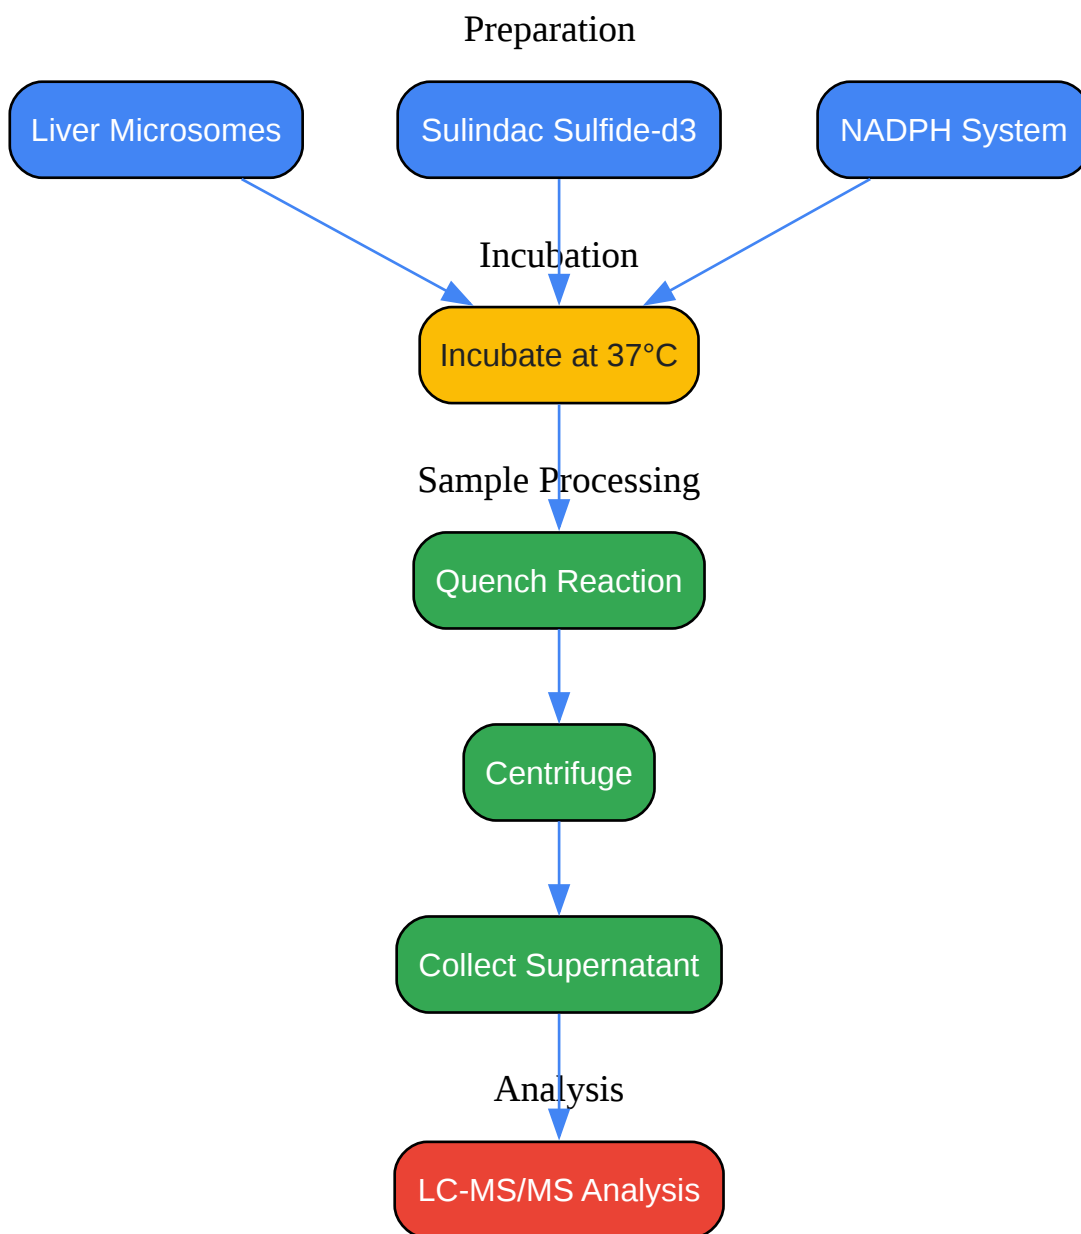 Preparation
Liver Microsomes
Sulindac Sulfide-d3
NADPH System
Incubation
Incubate at 37°C
Sample Processing
Quench Reaction
Centrifuge
Collect Supernatant
Analysis
LC-MS/MS Analysis